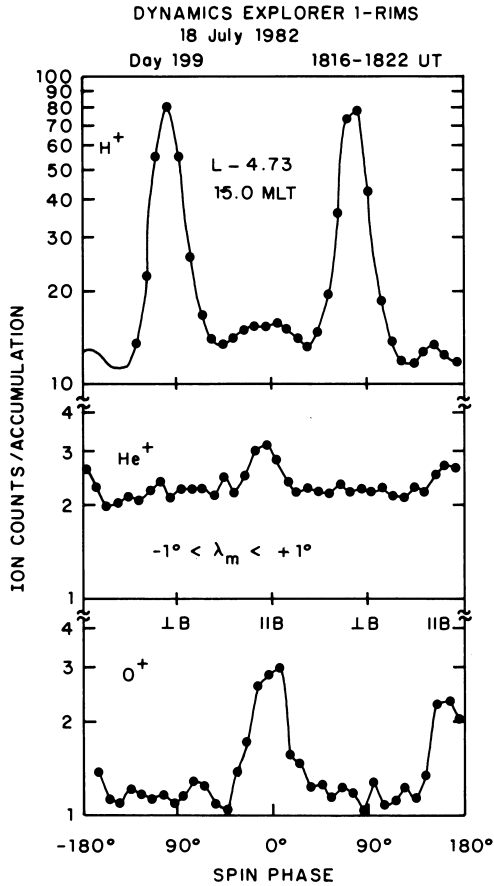 DYNAMICS EXPLORER 1-RIMS
18 July 1982
Day 199 1816-1822 UT
100
90
80
70
60
50
40
30
20
10
H+
L - 4.73
15.0 MLT
ION COUNTS/ACCUMULATION
4
3
2
1
He+
-1° < λm < +1°
⊥B ||B ⊥B ||B
4
3
2
1
O+
-180° 90° 0° 90° 180°
SPIN PHASE